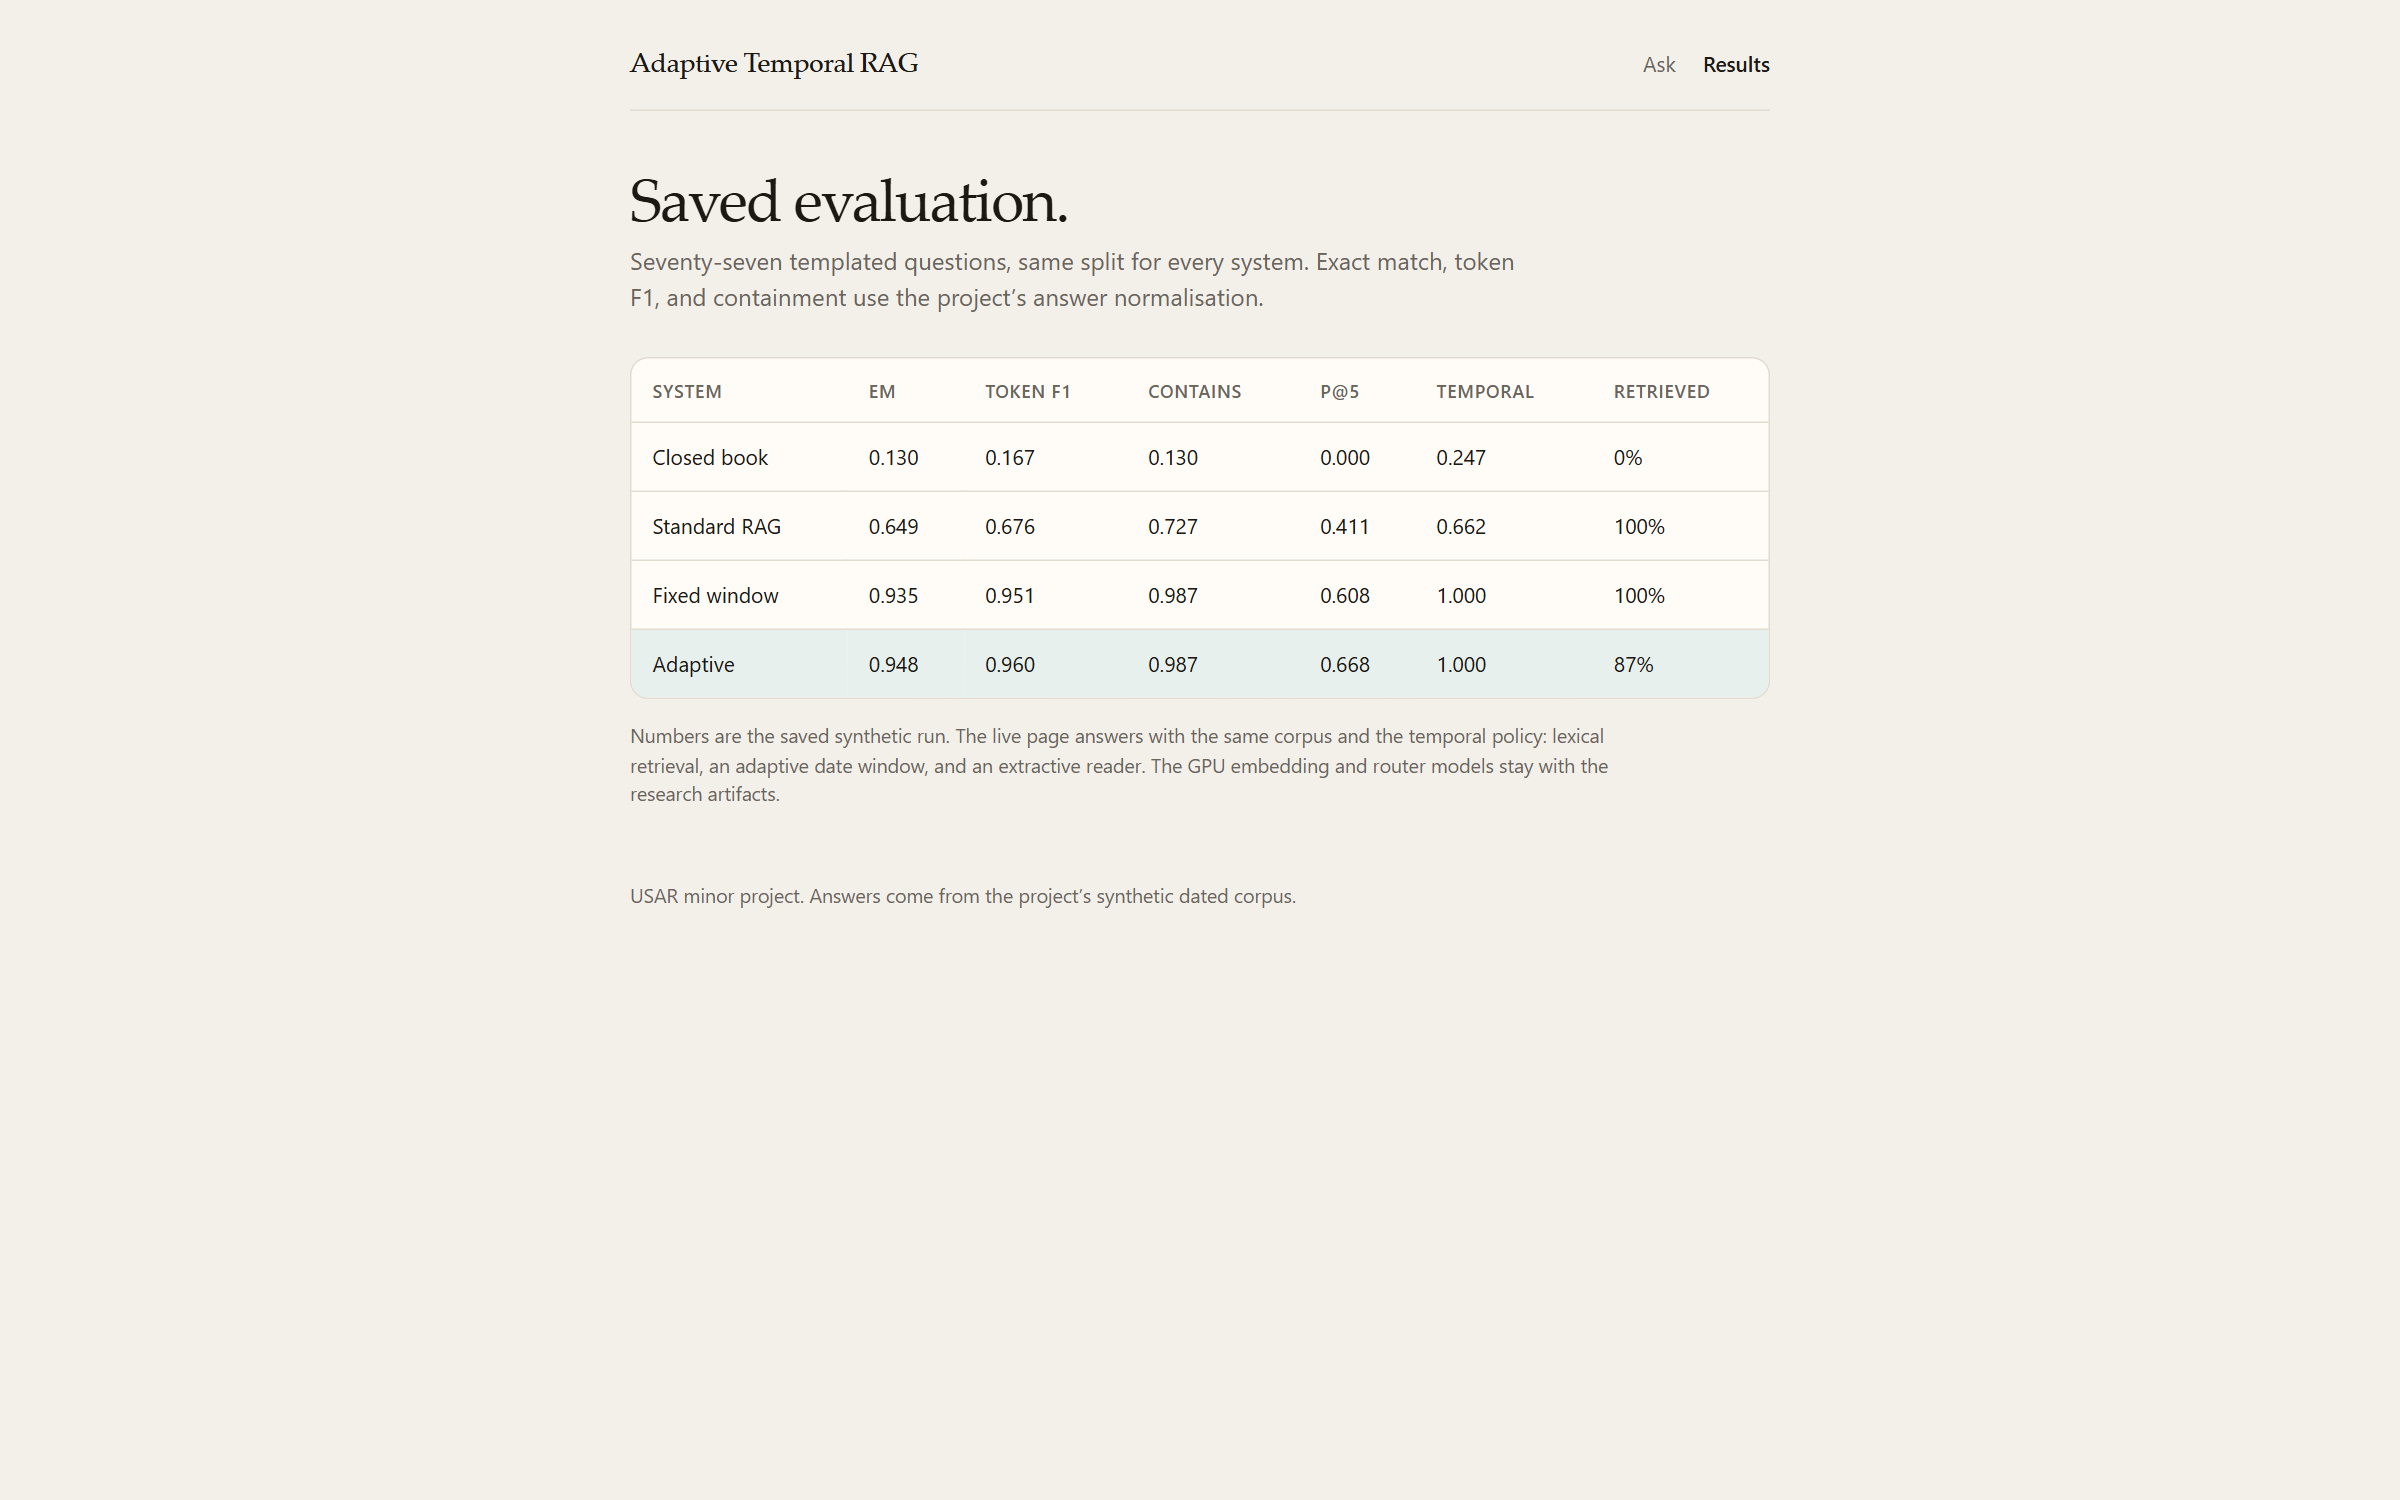 Adaptive Temporal RAG
Ask Results
Saved evaluation.
Seventy-seven templated questions, same split for every system. Exact match, token
F1, and containment use the project’s answer normalisation.
SYSTEM EM TOKEN F1 CONTAINS P@5 TEMPORAL RETRIEVED
Closed book 0.130 0.167 0.130 0.000 0.247 0%
Standard RAG 0.649 0.676 0.727 0.411 0.662 100%
Fixed window 0.935 0.951 0.987 0.608 1.000 100%
Adaptive 0.948 0.960 0.987 0.668 1.000 87%
Numbers are the saved synthetic run. The live page answers with the same corpus and the temporal policy: lexical
retrieval, an adaptive date window, and an extractive reader. The GPU embedding and router models stay with the
research artifacts.
USAR minor project. Answers come from the project’s synthetic dated corpus.